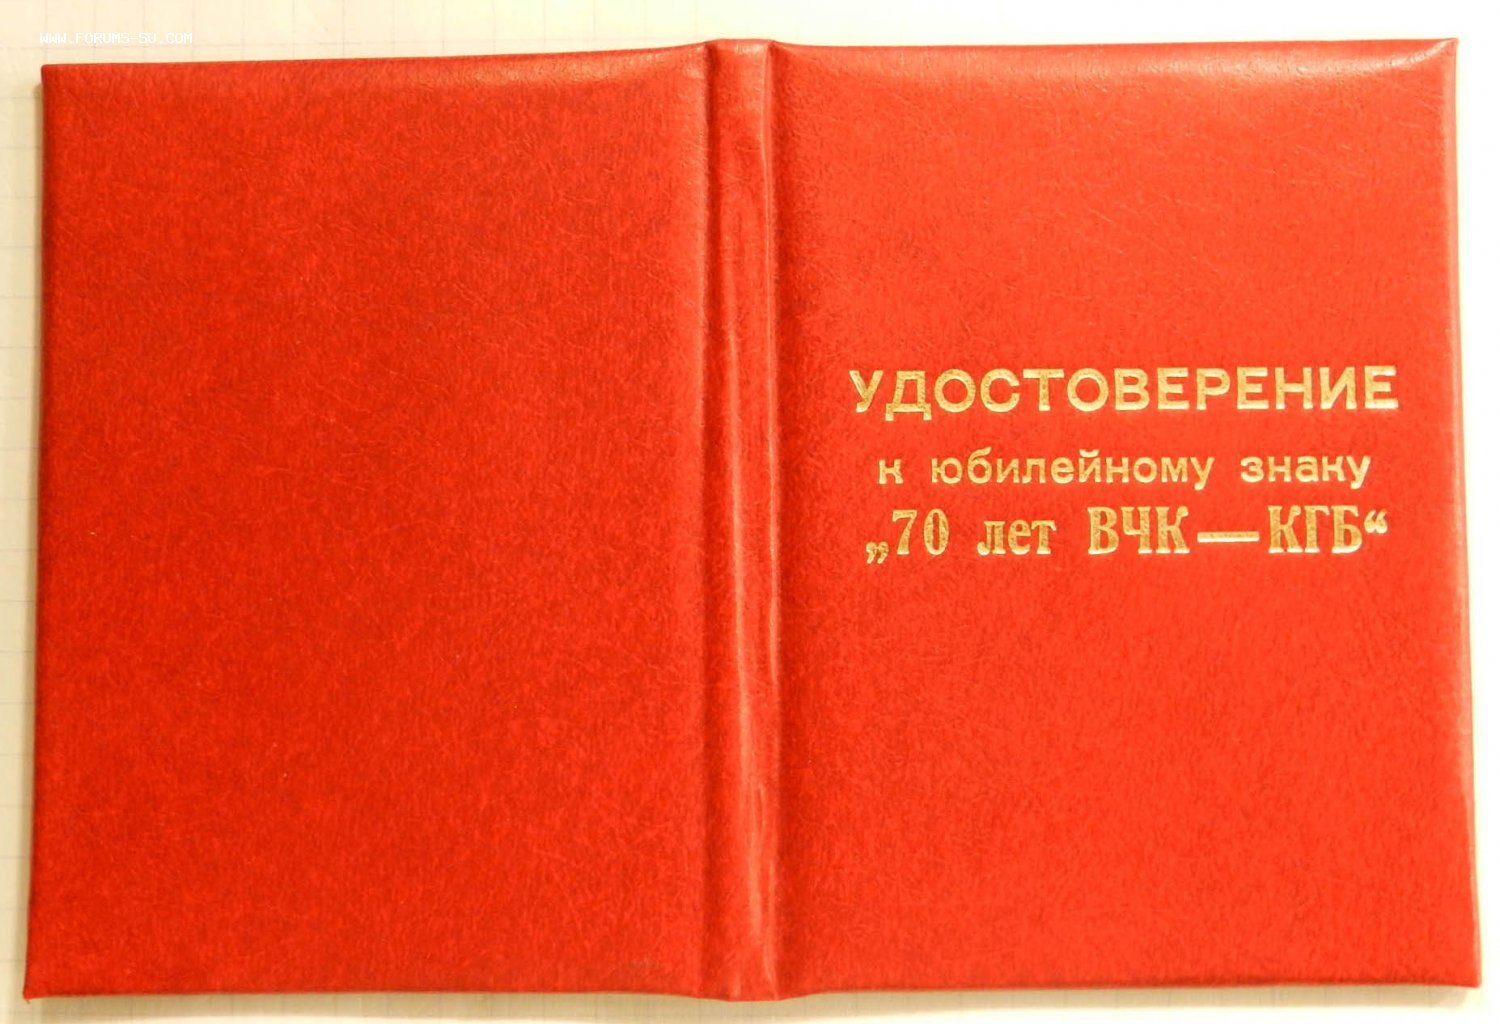 WWW.FORUMS-SU.COM
УДОСТОВЕРЕНИЕ
к юбилейному знаку
„70 лет ВЧК—КГБ“